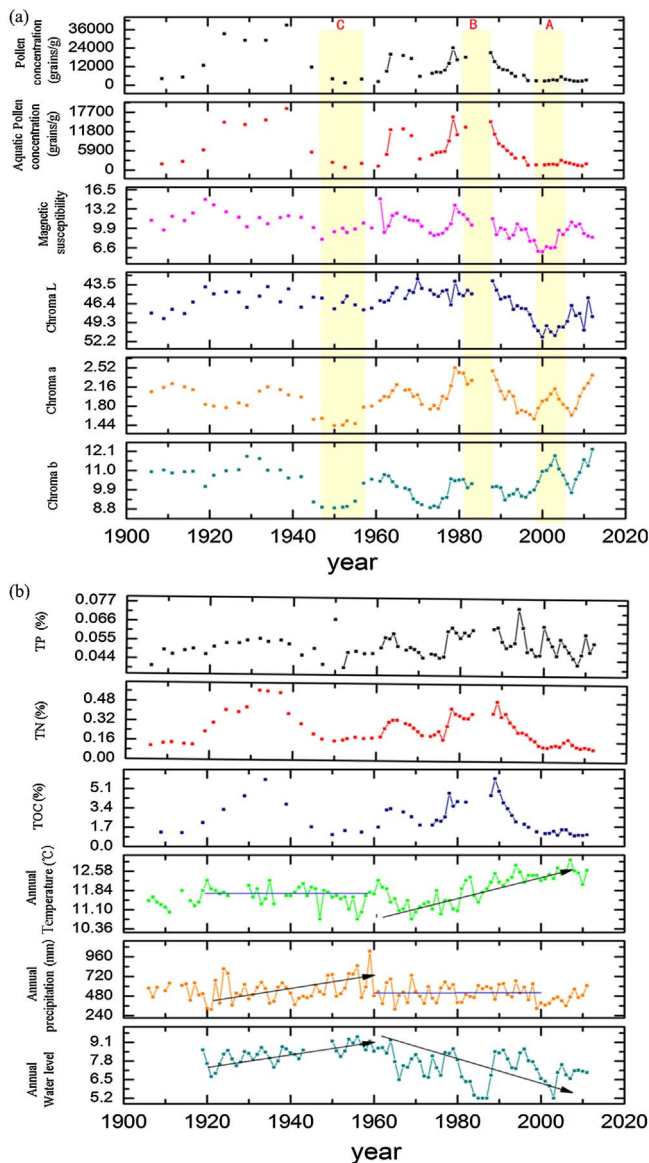 (a)
C B A
Pollen concentration (grains/g)
36000
24000
12000
0
Aquatic Pollen concentration (grains/g)
17700
11800
5900
0
Magnetic susceptibility
16.5
13.2
9.9
6.6
Chroma L
43.5
46.4
49.3
52.2
Chroma a
2.52
2.16
1.80
1.44
Chroma b
12.1
11.0
9.9
8.8
1900 1920 1940 1960 1980 2000 2020
year
(b)
TP (%)
0.077
0.066
0.055
0.044
TN (%)
0.48
0.32
0.16
0.00
TOC (%)
5.1
3.4
1.7
0.0
Annual Temperature (℃)
12.58
11.84
11.10
10.36
Annual precipitation (mm)
960
720
480
240
Annual Water level
9.1
7.8
6.5
5.2
1900 1920 1940 1960 1980 2000 2020
year